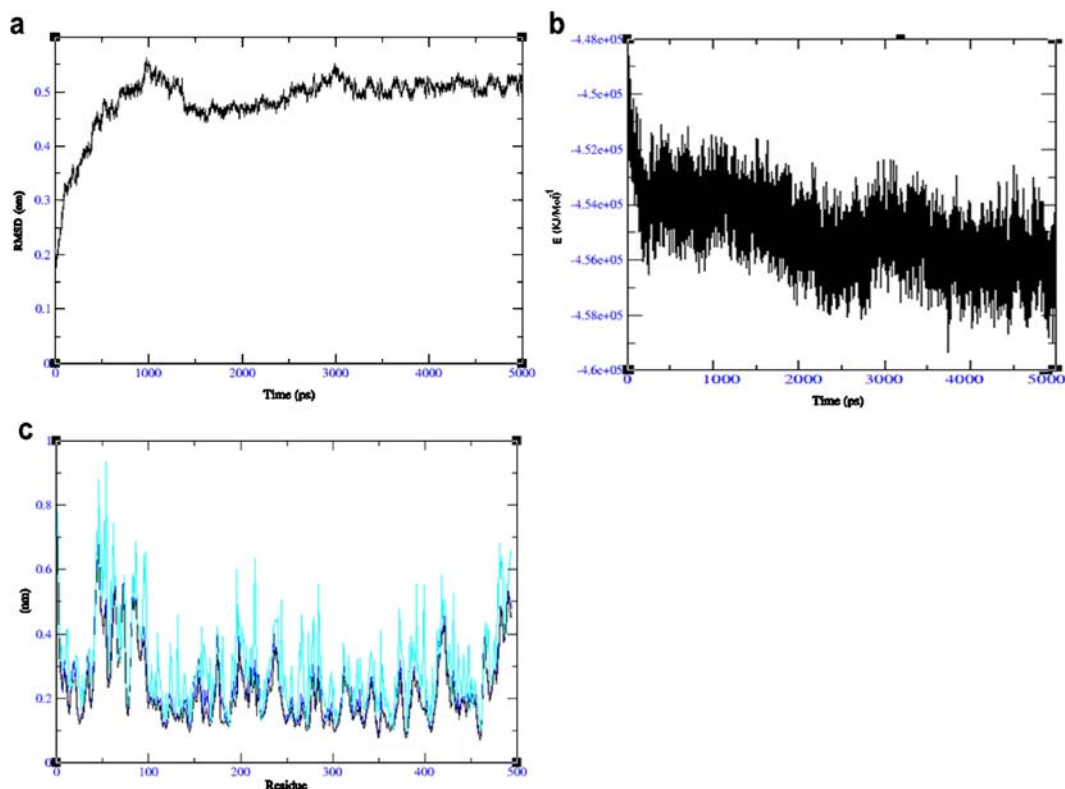 a
0.5
0.4
0.3
0.2
0.1
0
RMSD (nm)
0 1000 2000 3000 4000 5000
Time (ps)
b
-4.48e+05
-4.5e+05
-4.52e+05
-4.54e+05
-4.56e+05
-4.58e+05
-4.6e+05
E (KJ/Mol)¹
0 1000 2000 3000 4000 5000
Time (ps)
c
1
0.8
0.6
0.4
0.2
0
(nm)
0 100 200 300 400 500
Residue